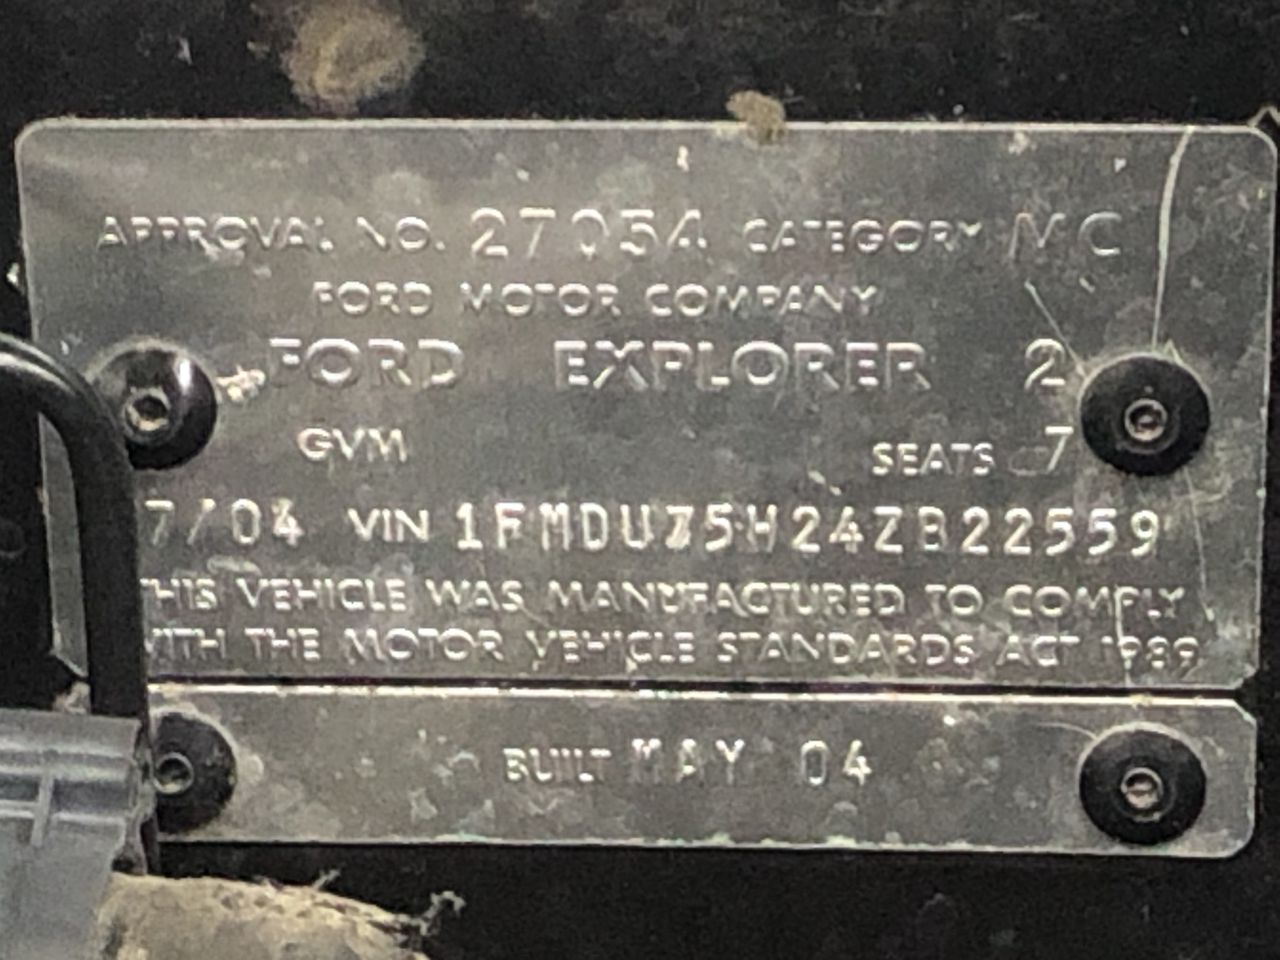 APPROVAL NO. 27054 CATEGORY MC
FORD MOTOR COMPANY
FORD EXPLORER 2
GVM SEATS 7
7/04 VIN 1FMDU75H24ZB22559
THIS VEHICLE WAS MANUFACTURED TO COMPLY
WITH THE MOTOR VEHICLE STANDARDS ACT 1989
BUILT MAY 04